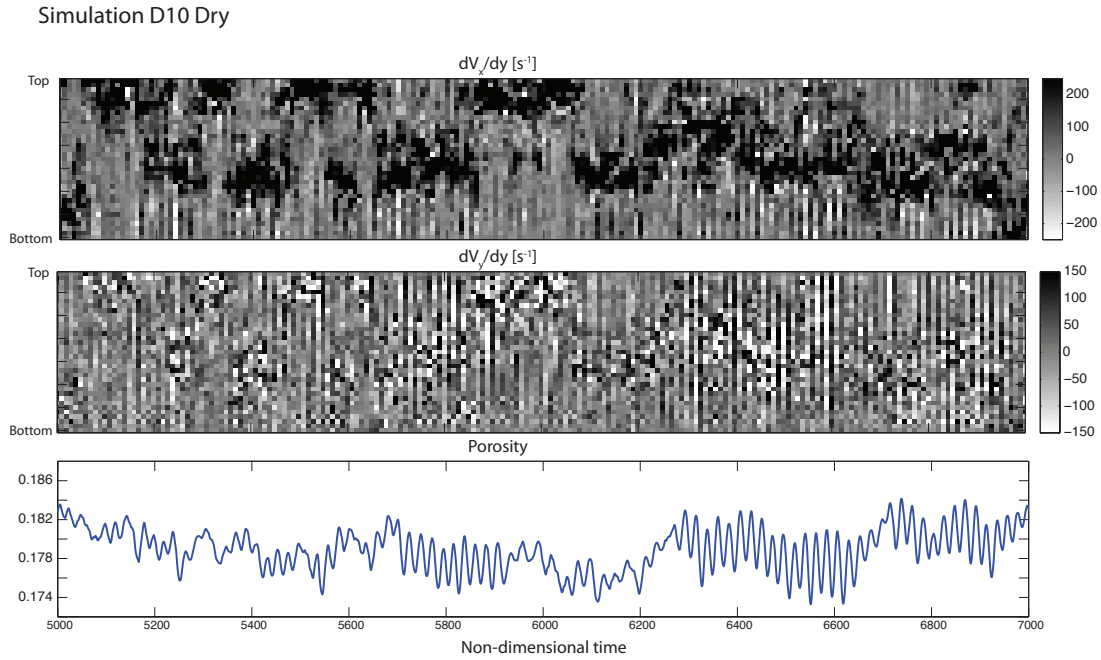 Simulation D10 Dry
dVx/dy [s-1]
Top
Bottom
200
100
0
−100
−200
dVy/dy [s-1]
Top
Bottom
150
100
50
0
−50
−100
−150
Porosity
0.186
0.182
0.178
0.174
5000 5200 5400 5600 5800 6000 6200 6400 6600 6800 7000
Non-dimensional time